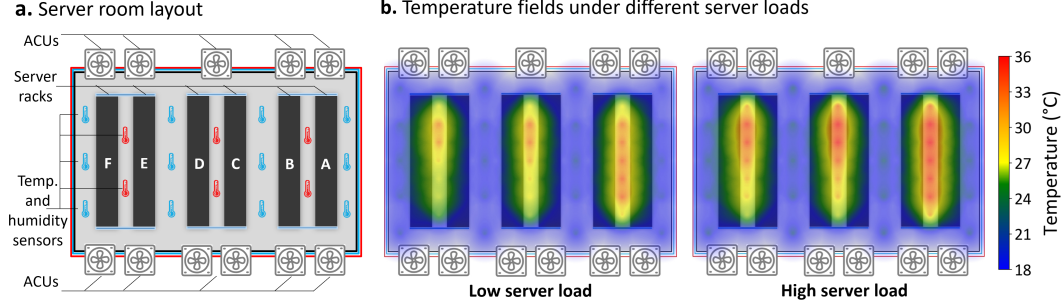 a. Server room layout
b. Temperature fields under different server loads
ACUs
Server
racks
Temp.
and
humidity
sensors
ACUs
F E D C B A
Low server load
High server load
36
33
30
27
24
21
18
Temperature (°C)